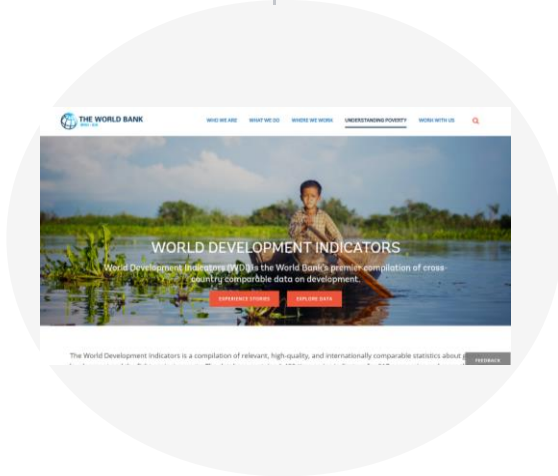 THE WORLD BANK
WHO WE ARE WHAT WE DO WHERE WE WORK UNDERSTANDING POVERTY WORK WITH US
WORLD DEVELOPMENT INDICATORS
World Development Indicators (WDI) is the World Bank's premier compilation of cross-
country comparable data on development.
EXPERIENCE STORIES EXPLORE DATA
The World Development Indicators is a compilation of relevant, high-quality, and internationally comparable statistics about
FEEDBACK